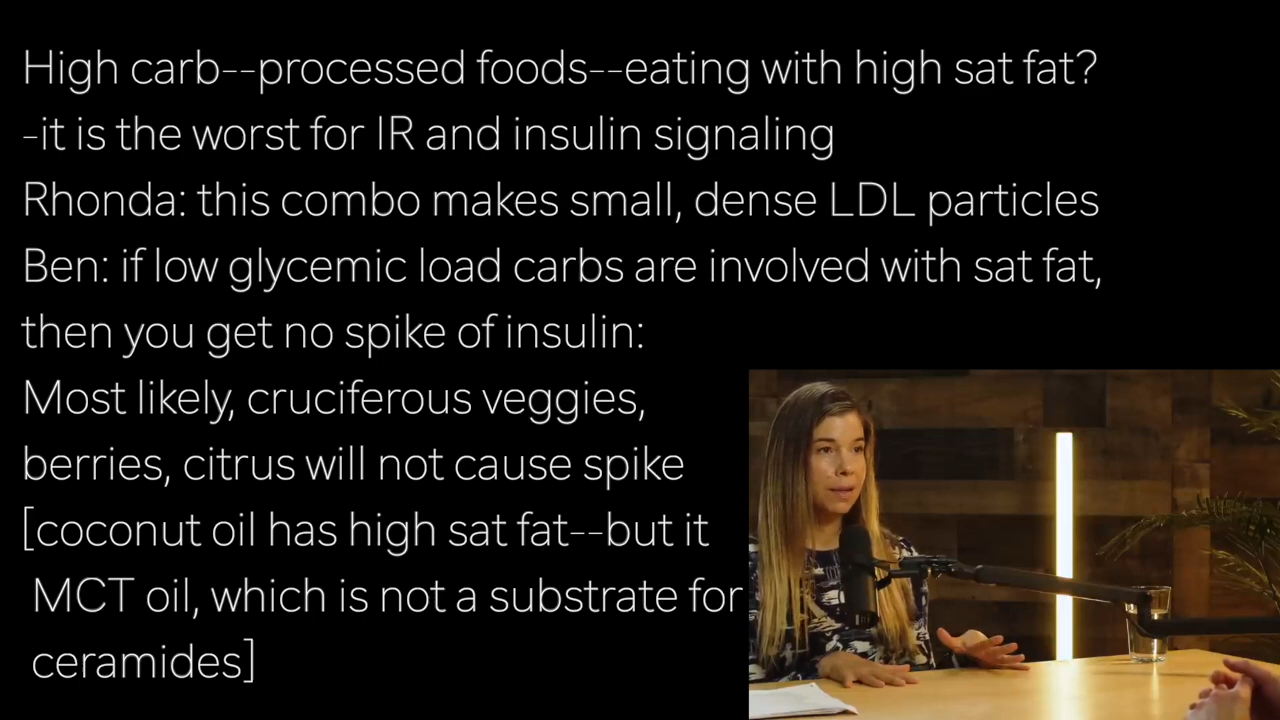 High carb--processed foods--eating with high sat fat?
-it is the worst for IR and insulin signaling
Rhonda: this combo makes small, dense LDL particles
Ben: if low glycemic load carbs are involved with sat fat,
then you get no spike of insulin:
Most likely, cruciferous veggies,
berries, citrus will not cause spike
[coconut oil has high sat fat--but it
MCT oil, which is not a substrate for
ceramides]